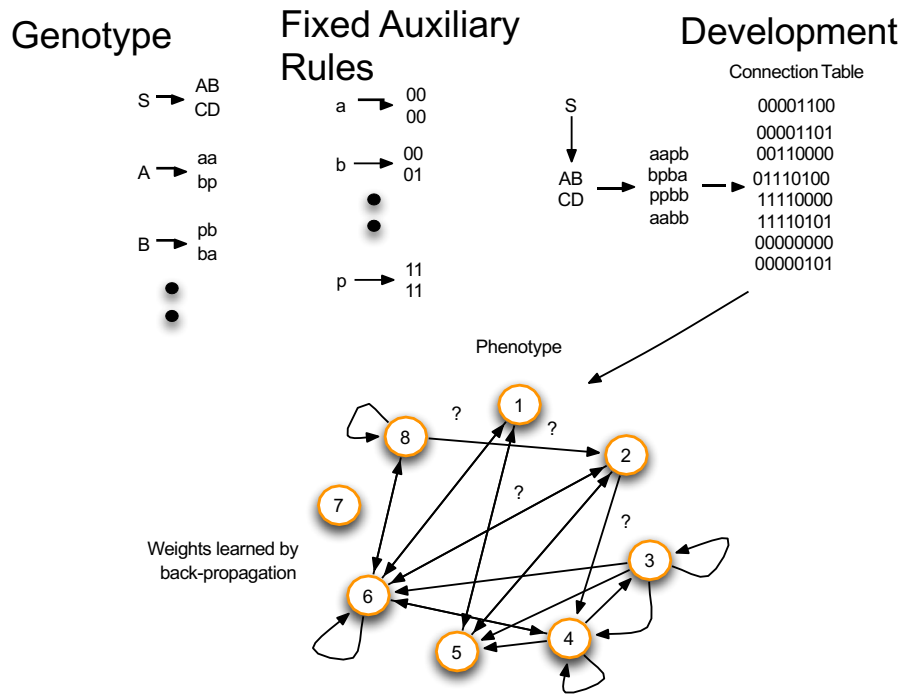 Genotype
Fixed Auxiliary
Rules
Development
S
AB
CD
A
aa
bp
B
pb
ba
a
00
00
b
00
01
p
11
11
S
AB
CD
aapb
bpba
ppbb
aabb
Connection Table
00001100
00001101
00110000
01110100
11110000
11110101
00000000
00000101
Phenotype
1
?
?
8
2
?
7
?
Weights learned by
back-propagation
3
6
4
5